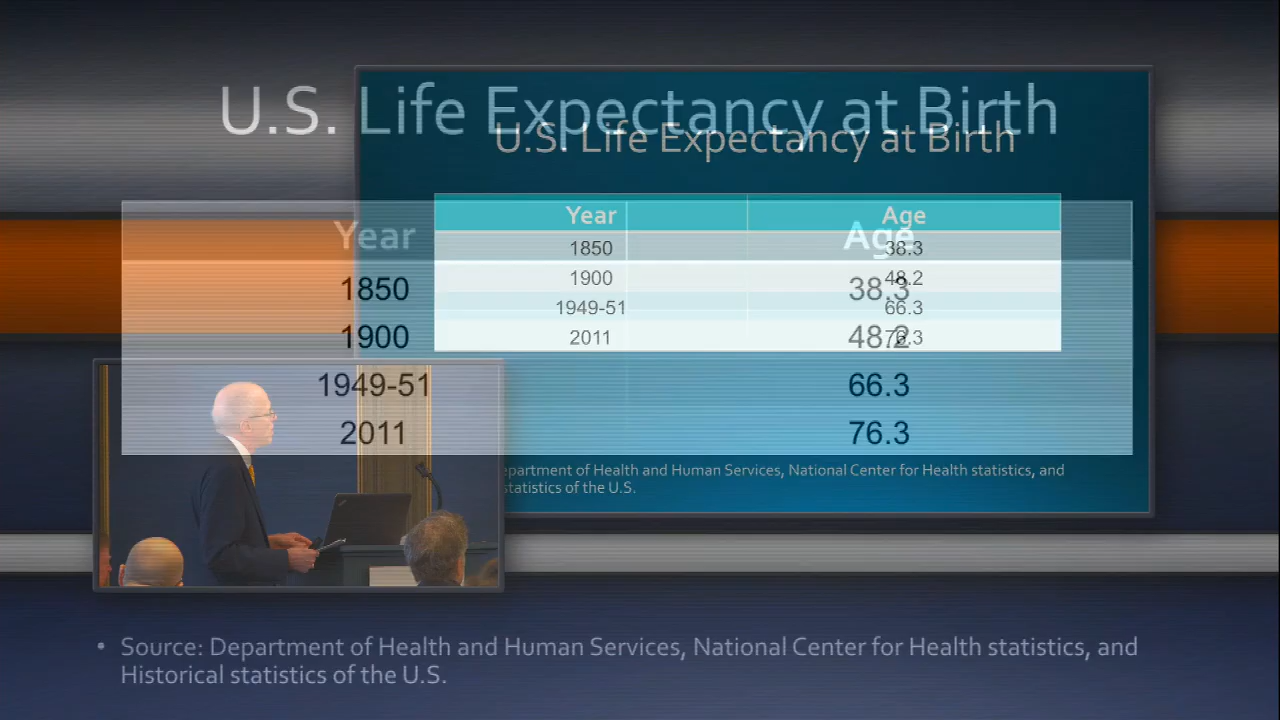 U.S. Life Expectancy at Birth
U.S. Life Expectancy at Birth
Year Age
1850 38.3
1900 48.2
1949-51 66.3
2011 76.3
Year Age
1850 38.3
1900 48.2
1949-51 66.3
2011 76.3
epartment of Health and Human Services, National Center for Health statistics, and
statistics of the U.S.
• Source: Department of Health and Human Services, National Center for Health statistics, and
Historical statistics of the U.S.